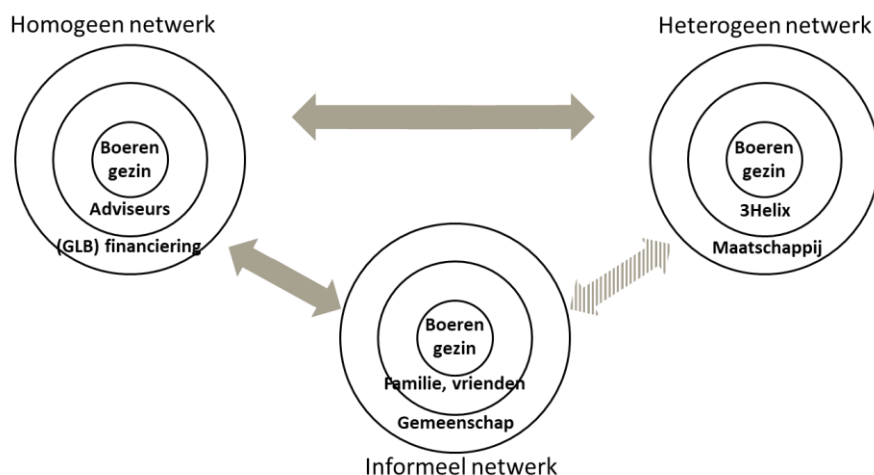 Homogeen netwerk
Boeren
gezin
Adviseurs
(GLB) financiering
Heterogeen netwerk
Boeren
gezin
3Helix
Maatschappij
Boeren
gezin
Familie, vrienden
Gemeenschap
Informeel netwerk